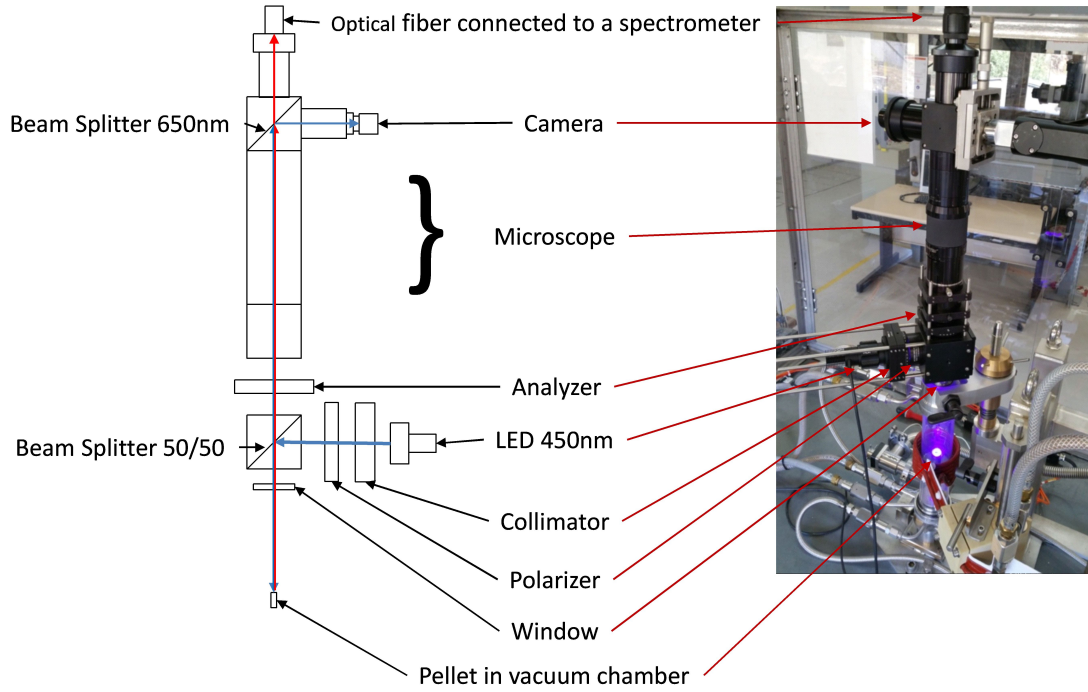 Optical fiber connected to a spectrometer
Beam Splitter 650nm
Camera
Microscope
Analyzer
Beam Splitter 50/50
LED 450nm
Collimator
Polarizer
Window
Pellet in vacuum chamber